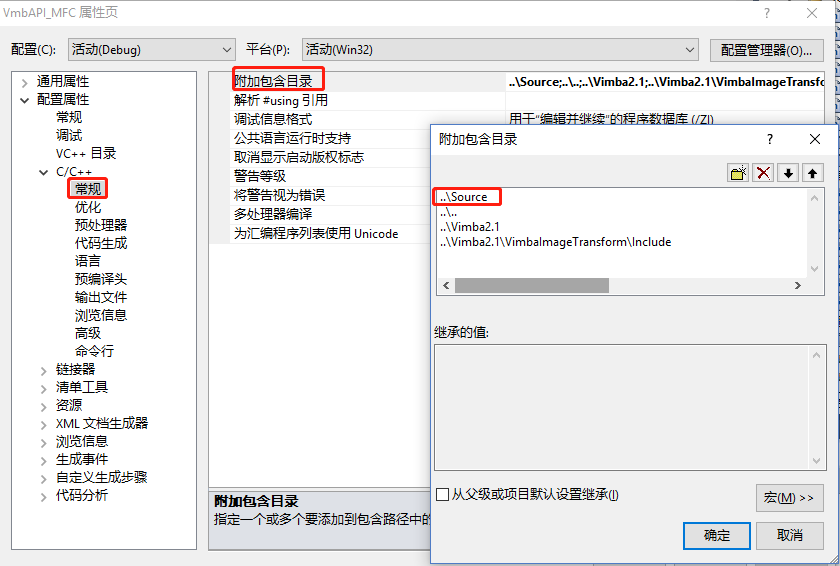 VmbAPI_MFC 属性页
配置(C): 活动(Debug) 平台(P): 活动(Win32) 配置管理器(O)...
通用属性
配置属性
常规
调试
VC++ 目录
C/C++
常规
优化
预处理器
代码生成
语言
预编译头
输出文件
浏览信息
高级
命令行
链接器
清单工具
资源
XML 文档生成器
浏览信息
生成事件
自定义生成步骤
代码分析
附加包含目录 ..\Source;..\..;..\Vimba2.1;..\Vimba2.1\VimbaImageTransfo
解析 #using 引用
调试信息格式 用于“编辑并继续”的程序数据库 (/ZI)
公共语言运行时支持
取消显示启动版权标志
警告等级
将警告视为错误
多处理器编译
为汇编程序列表使用 Unicode
附加包含目录
指定一个或多个要添加到包含路径中的
附加包含目录
..\Source
..\..
..\Vimba2.1
..\Vimba2.1\VimbaImageTransform\Include
继承的值:
从父级或项目默认设置继承(I)
宏(M) >>
确定 取消